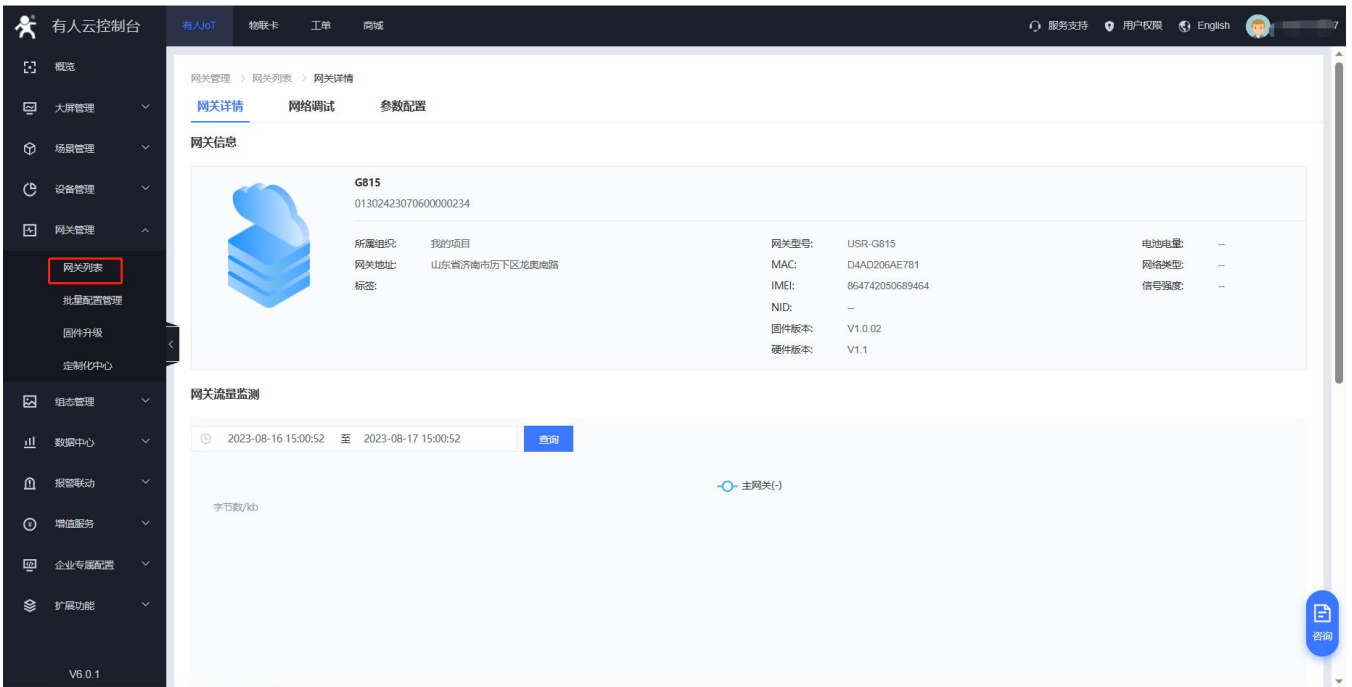 有人云控制台
有人IoT 物联卡 工单 商城
服务支持 用户权限 English 7
概览
大屏管理
场景管理
设备管理
网关管理
网关列表
批量配置管理
固件升级
定制化中心
组态管理
数据中心
报警联动
增值服务
企业专属配置
扩展功能
V6.0.1
网关管理 > 网关列表 > 网关详情
网关详情 网络调试 参数配置
网关信息
G815
01302423070600000234
所属组织: 我的项目
网关地址: 山东省济南市历下区龙奥南路
标签:
网关型号: USR-G815
MAC: D4AD206AE781
IMEI: 864742050689464
NID: --
固件版本: V1.0.02
硬件版本: V1.1
电池电量: --
网络类型: --
信号强度: --
网关流量监测
2023-08-16 15:00:52 至 2023-08-17 15:00:52 查询
主网关(-)
字节数/kb
咨询